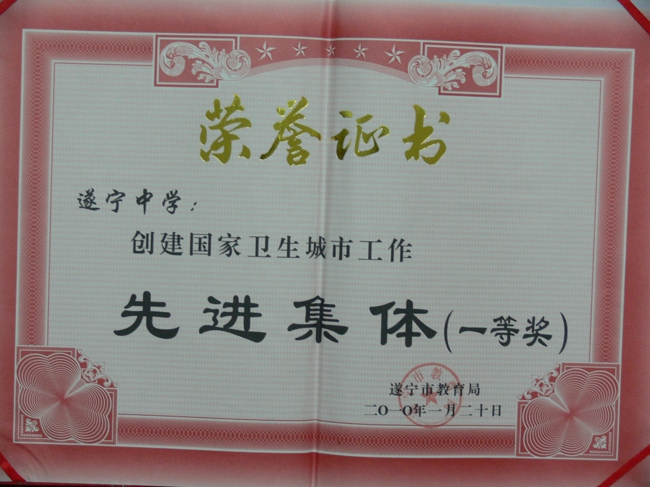 荣誉证书
遂宁中学：
创建国家卫生城市工作
先进集体(一等奖)
遂宁市教育局
二O一O年一月二十日